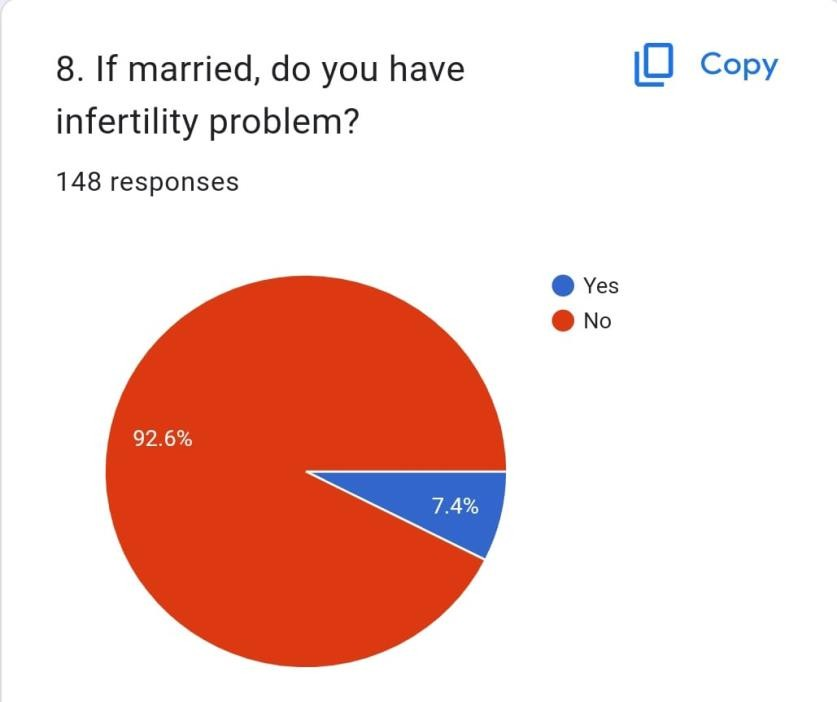 8. If married, do you have
infertility problem?
Copy
148 responses
Yes
No
92.6%
7.4%